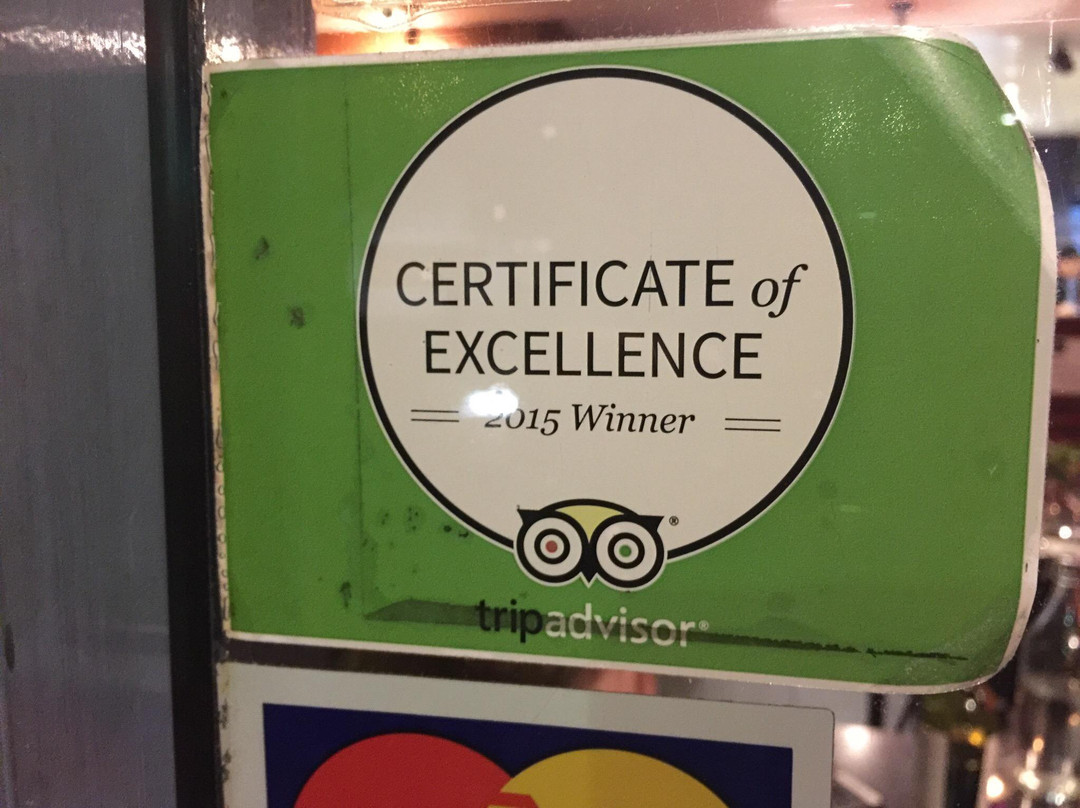 CERTIFICATE of
EXCELLENCE
2015 Winner
®
tripadvisor®